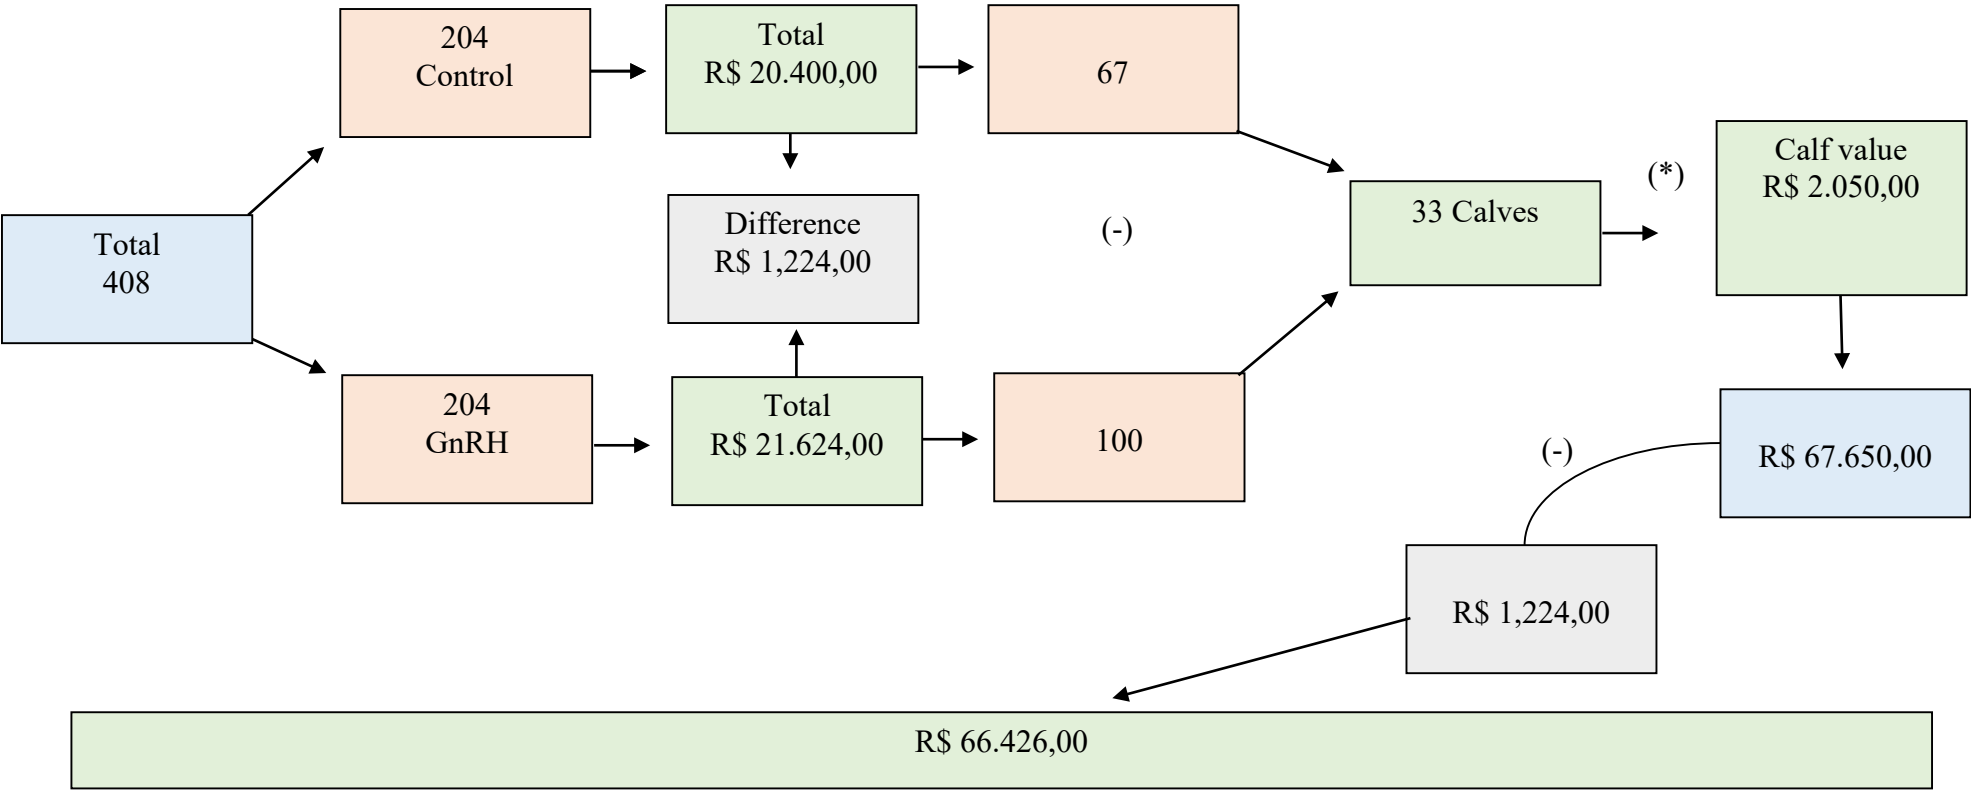 204
Control
Total
R$ 20.400,00
67
Total
408
Difference
R$ 1,224,00
(-)
33 Calves
(*)
Calf value
R$ 2.050,00
204
GnRH
Total
R$ 21.624,00
100
R$ 67.650,00
(-)
R$ 1,224,00
R$ 66.426,00